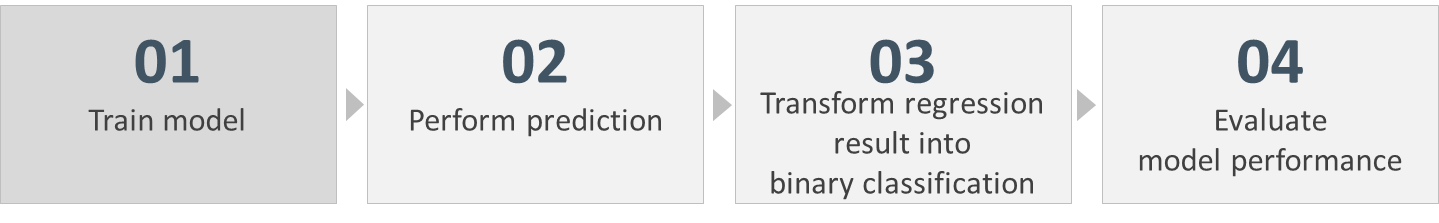 01
Train model
02
Perform prediction
03
Transform regression
result into
binary classification
04
Evaluate
model performance